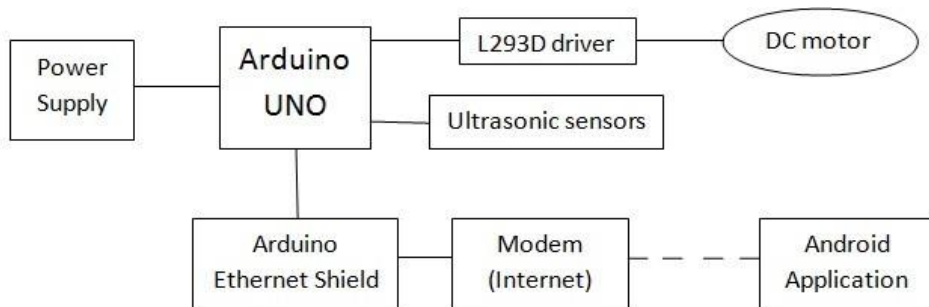 Power
Supply
Arduino
UNO
L293D driver
DC motor
Ultrasonic sensors
Arduino
Ethernet Shield
Modem
(Internet)
Android
Application